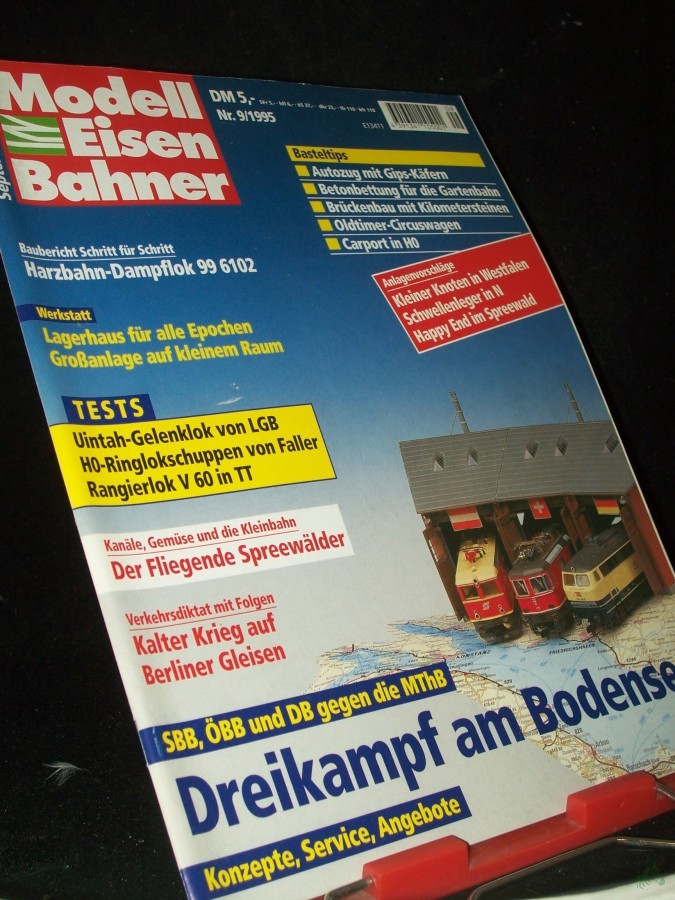 Modell
Eisen
Bahner
DM 5,-
Nr. 9/1995
E13411
Basteltips
Autozug mit Gips-Käfern
Betonbettung für die Gartenbahn
Brückenbau mit Kilometersteinen
Oldtimer-Circuswagen
Carport in H0
Baubericht Schritt für Schritt
Harzbahn-Dampflok 99 6102
Anlagenvorschläge
Kleiner Knoten in Westfalen
Schwellenleger in N
Happy End im Spreewald
Werkstatt
Lagerhaus für alle Epochen
Großanlage auf kleinem Raum
TESTS
Uintah-Gelenklok von LGB
H0-Ringlokschuppen von Faller
Rangierlok V 60 in TT
Kanäle, Gemüse und die Kleinbahn
Der Fliegende Spreewälder
Verkehrsdiktat mit Folgen
Kalter Krieg auf
Berliner Gleisen
KONSTANZ
FRIEDRICHSHAFEN
Arbon
Rorschach
SBB, ÖBB und DB gegen die MThB
Dreikampf am Bodense
Konzepte, Service, Angebote